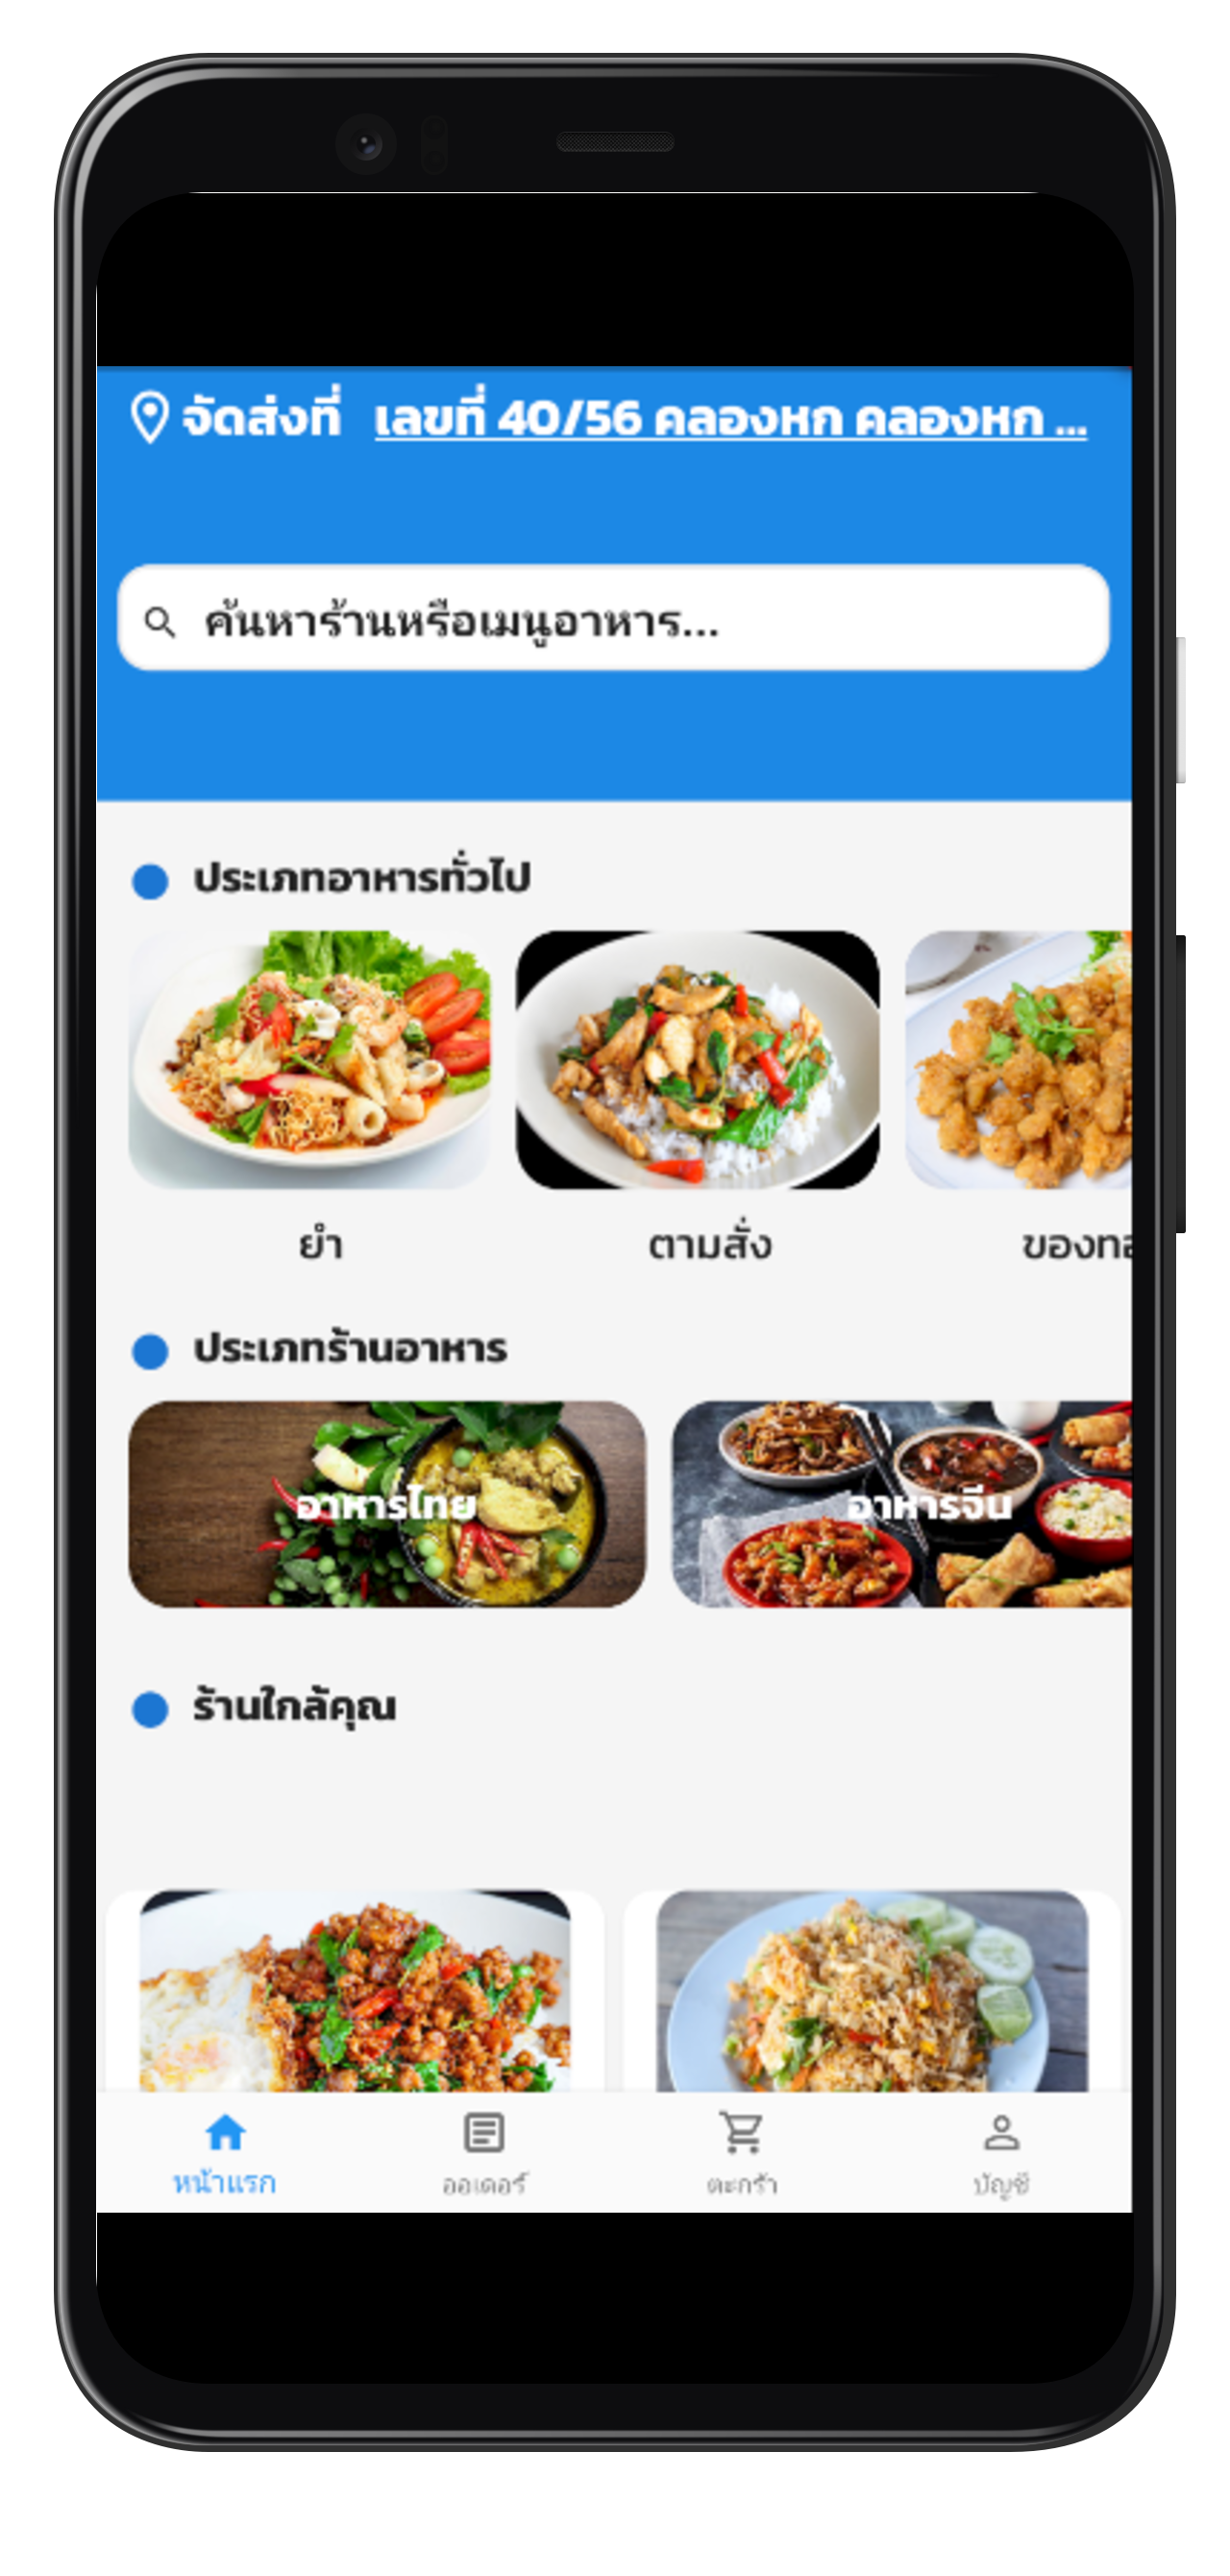 จัดส่งที่ เลขที่ 40/56 คลองหก คลองหก ...
ค้นหาร้านหรือเมนูอาหาร...
ประเภทอาหารทั่วไป
ยำ ตามสั่ง ของทอ
ประเภทร้านอาหาร
อาหารไทย อาหารจีน
ร้านใกล้คุณ
หน้าแรก ออเดอร์ ตะกร้า บัญชี